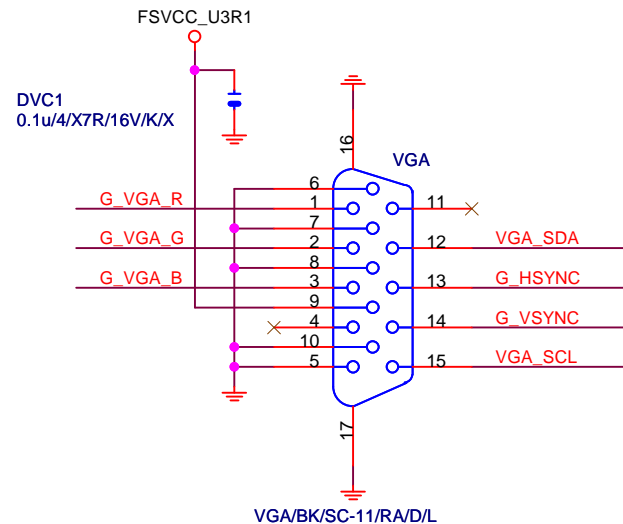 FSVCC_U3R1
DVC1
0.1u/4/X7R/16V/K/X
16
VGA
6
G_VGA_R
1
11
7
G_VGA_G
2
12
VGA_SDA
8
G_VGA_B
3
13
G_HSYNC
9
4
14
G_VSYNC
10
5
15
VGA_SCL
17
VGA/BK/SC-11/RA/D/L